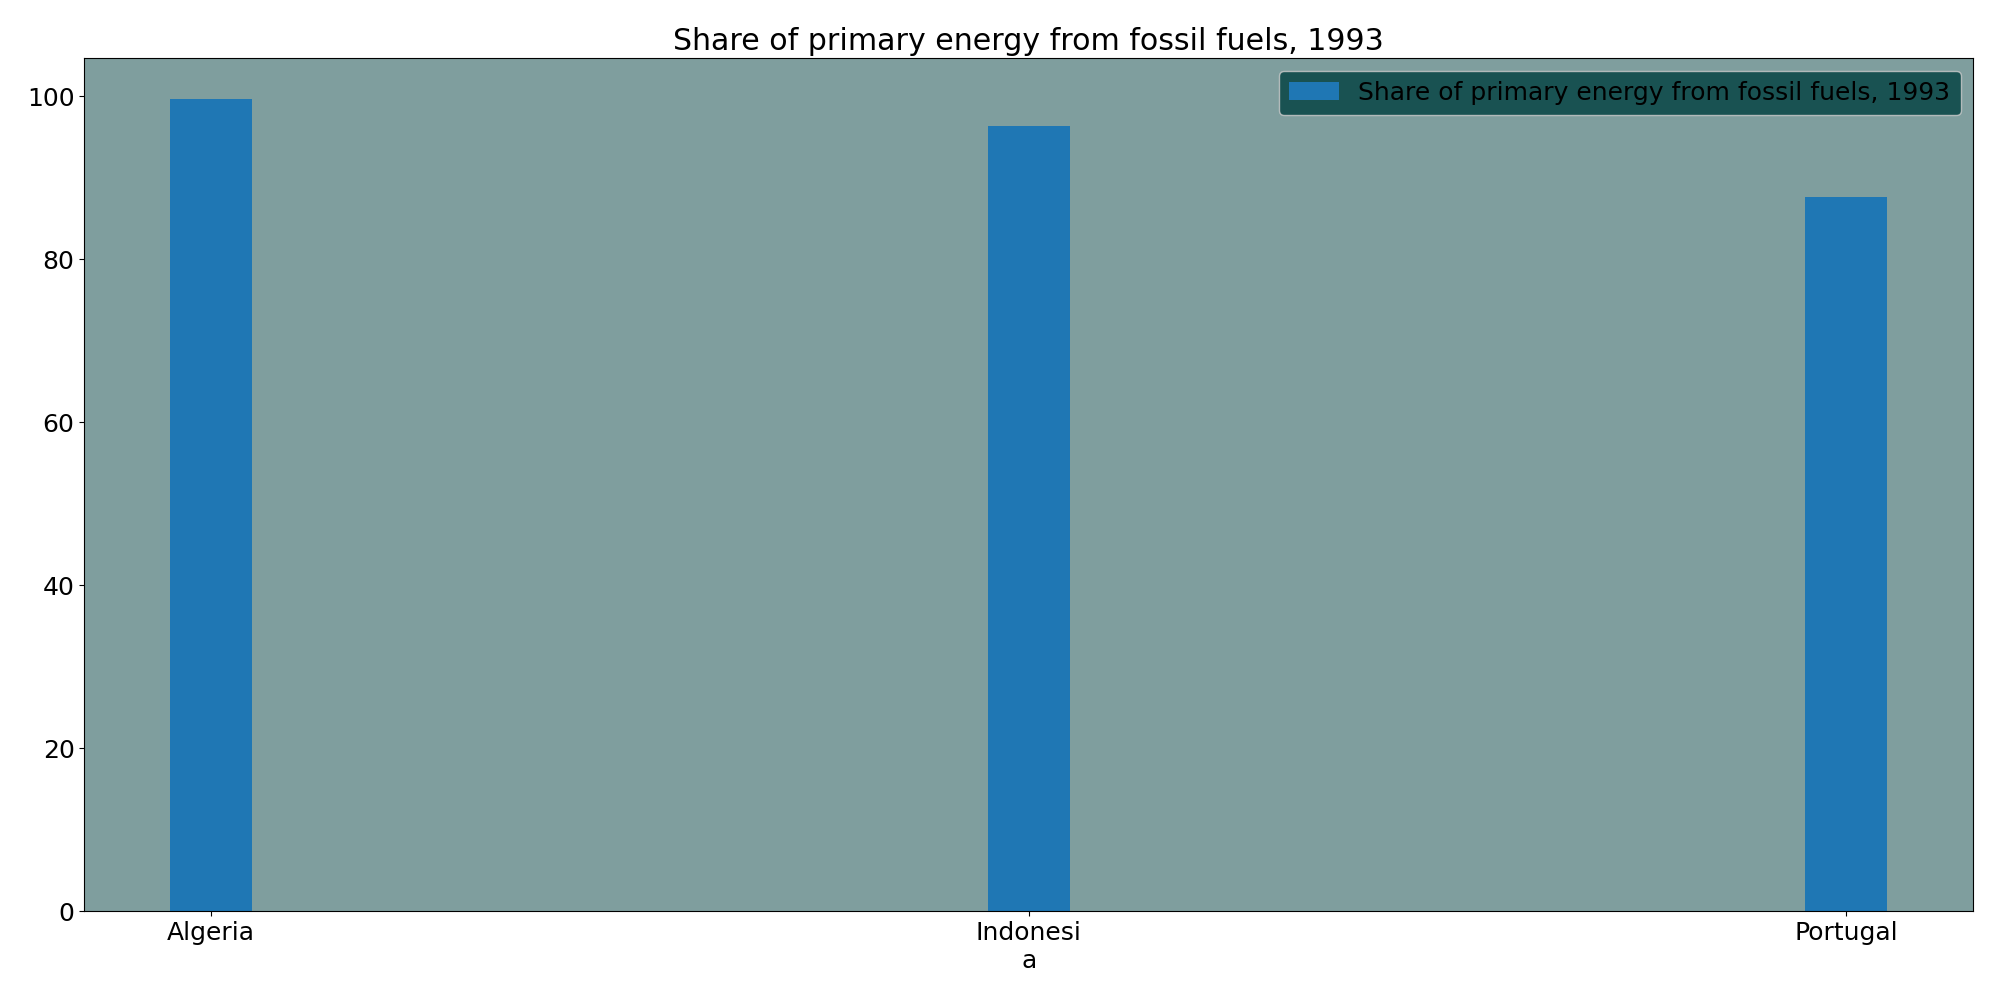 Share of primary energy from fossil fuels, 1993
Share of primary energy from fossil fuels, 1993
100
80
60
40
20
0
Algeria
Indonesi
a
Portugal